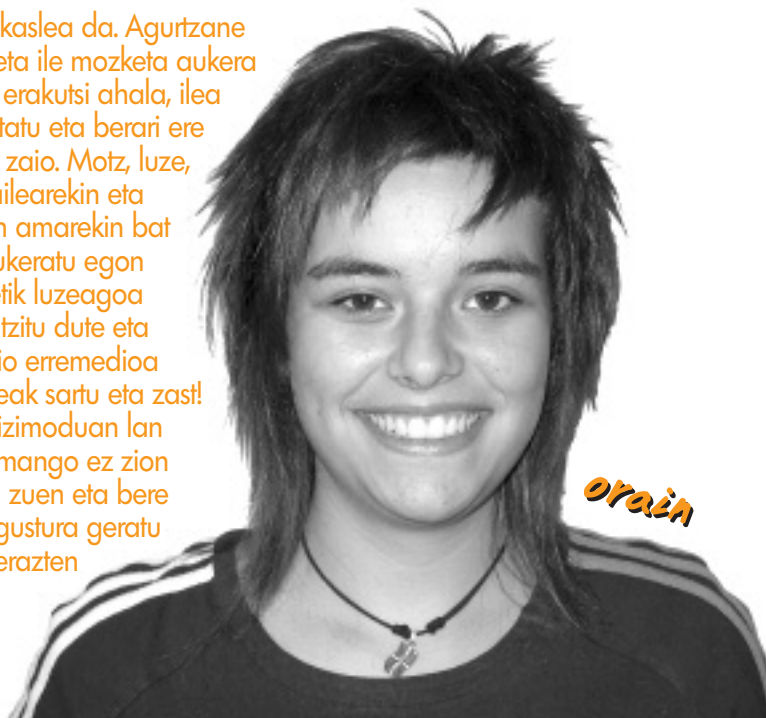 kaslea da. Agurtzane
eta ile mozketa aukera
erakutsi ahala, ilea
tatu eta berari ere
zaio. Motz, luze,
ilearekin eta
n amarekin bat
ukeratu egon
tik luzeagoa
tzitu dute eta
io erremedioa
eak sartu eta zast!
izimoduan lan
mango ez zion
zuen eta bere
gustura geratu
erazten
orain